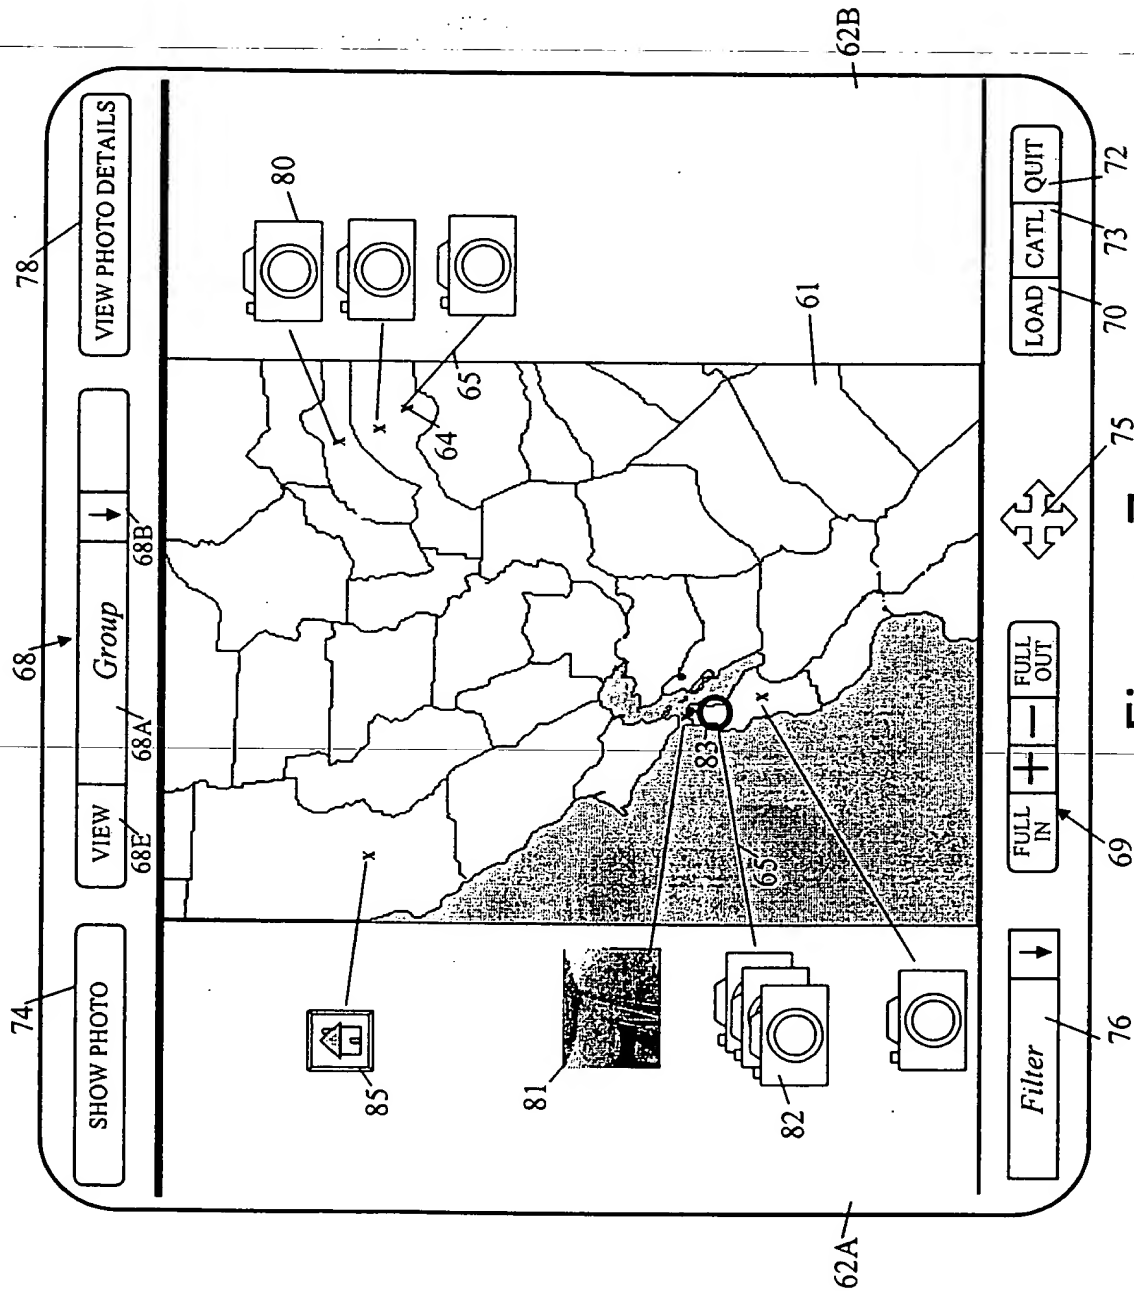 74
SHOW PHOTO
68
78
VIEW
Group
↓
VIEW PHOTO DETAILS
68E
68A
68B
85
x
x
x
80
64
65
81
83
x
61
65
82
62A
62B
Filter
↓
FULL IN
+
−
FULL OUT
LOAD
CATL
QUIT
76
69
75
70
73
72